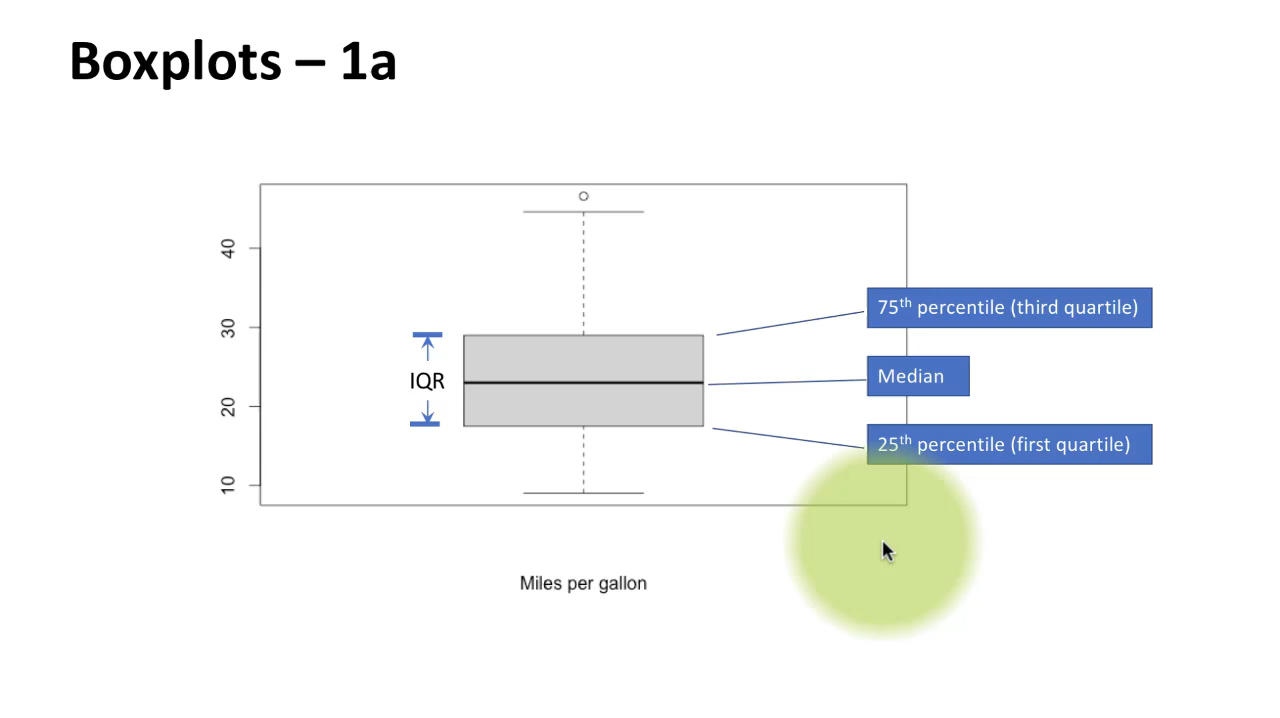 Boxplots – 1a
40
30
20
10
IQR
75th percentile (third quartile)
Median
25th percentile (first quartile)
Miles per gallon